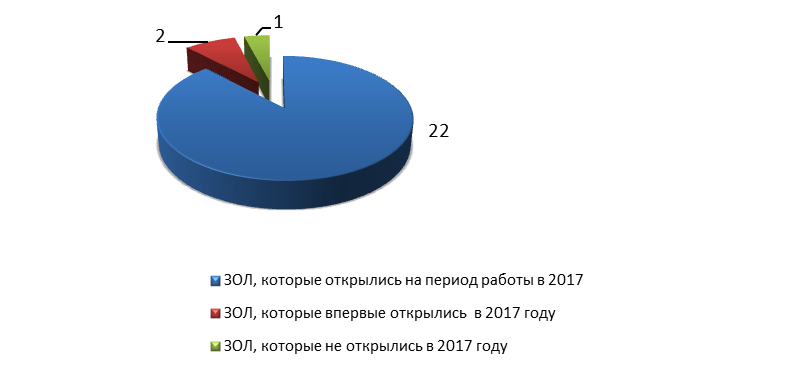 1
2
22
ЗОЛ, которые открылись на период работы в 2017
ЗОЛ, которые впервые открылись  в 2017 году
ЗОЛ, которые не открылись в 2017 году